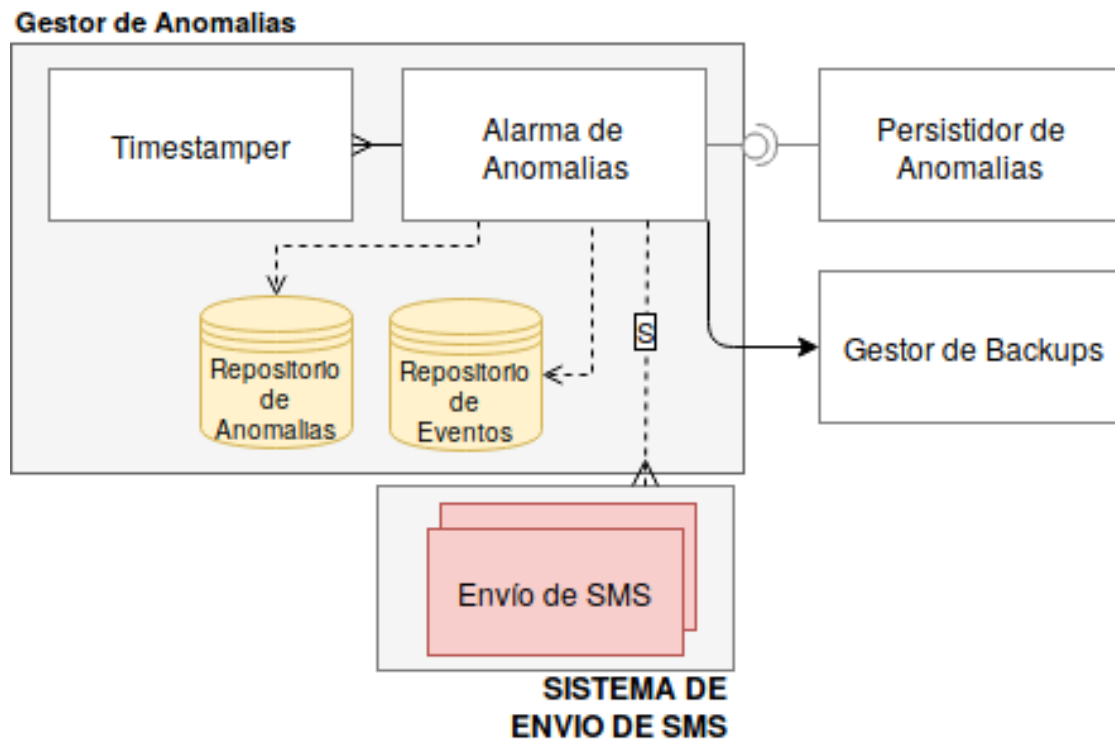 Gestor de Anomalias
Timestamper
Alarma de
Anomalias
Persistidor de
Anomalias
Repositorio
de
Anomalias
Repositorio
de
Eventos
S
Gestor de Backups
Envío de SMS
SISTEMA DE
ENVIO DE SMS